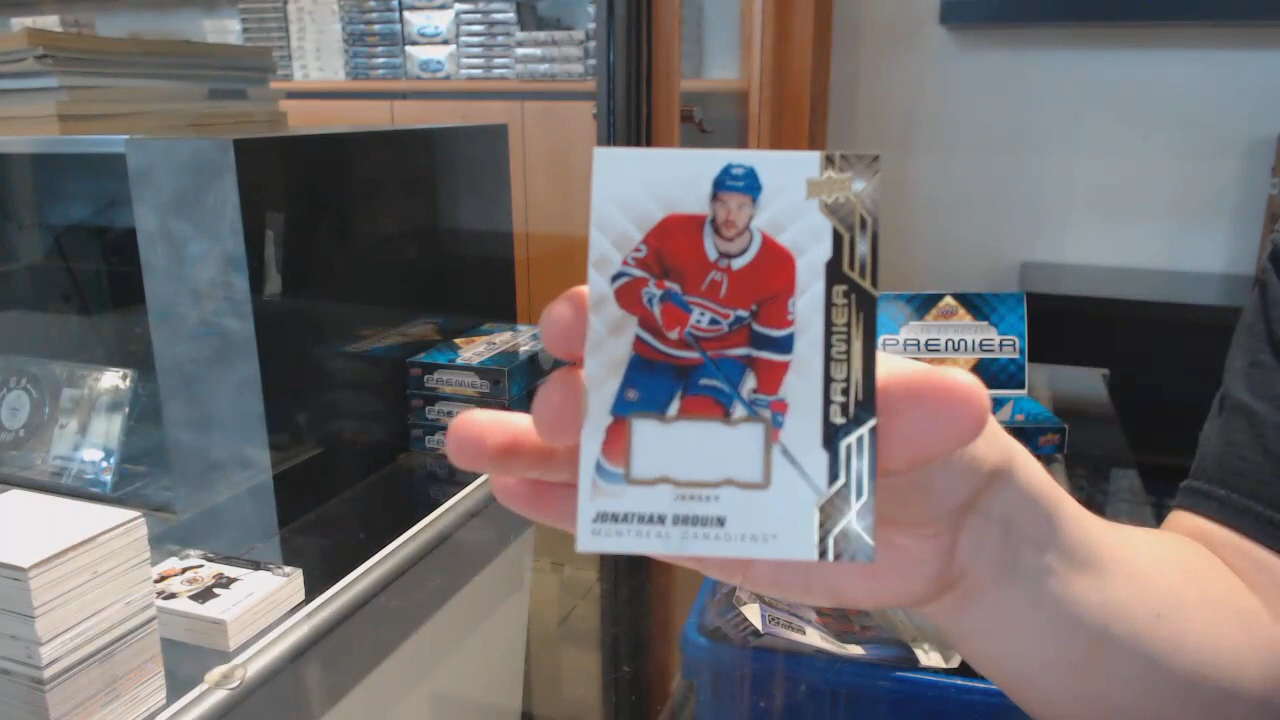 PREMIER
JERSEY
JONATHAN DROUIN
MONTREAL CANADIENS
PREMIER
PREMIER